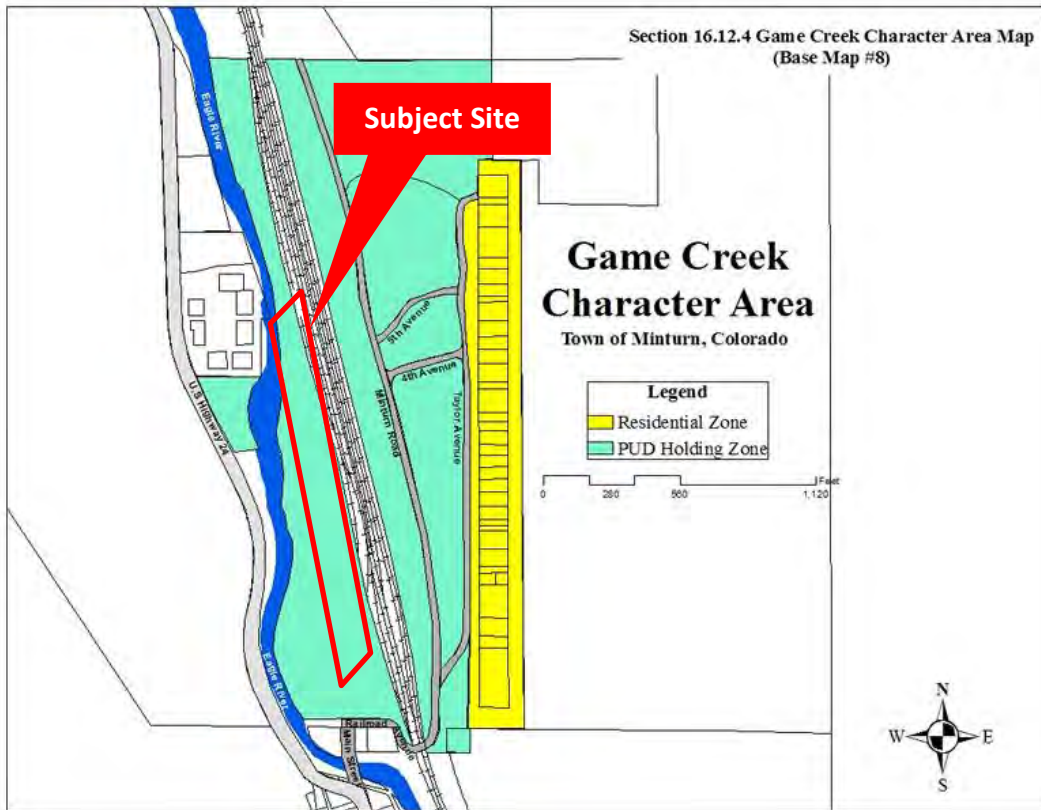 Section 16.12.4 Game Creek Character Area Map
(Base Map #8)
Subject Site
Game Creek
Character Area
Town of Minturn, Colorado
Legend
Residential Zone
PUD Holding Zone
0 280 560 1,120
Feet
Eagle River
5th Avenue
4th Avenue
U.S Highway 24
Minturn Road
Taylor Avenue
Eagle River
Railroad Avenue
Main Street
N
W E
S